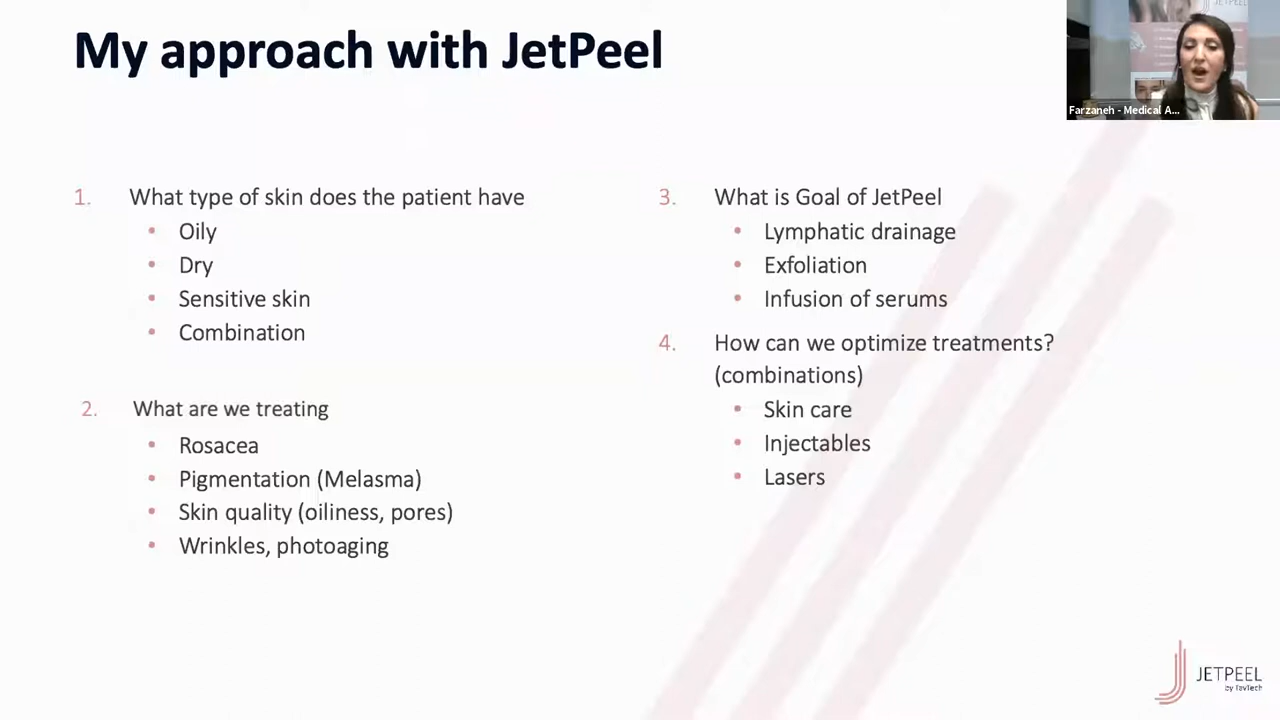 My approach with JetPeel
JETPEEL
Farzaneh - Medical A...
1. What type of skin does the patient have
• Oily
• Dry
• Sensitive skin
• Combination
2. What are we treating
• Rosacea
• Pigmentation (Melasma)
• Skin quality (oiliness, pores)
• Wrinkles, photoaging
3. What is Goal of JetPeel
• Lymphatic drainage
• Exfoliation
• Infusion of serums
4. How can we optimize treatments?
(combinations)
• Skin care
• Injectables
• Lasers
JETPEEL
by TavTech